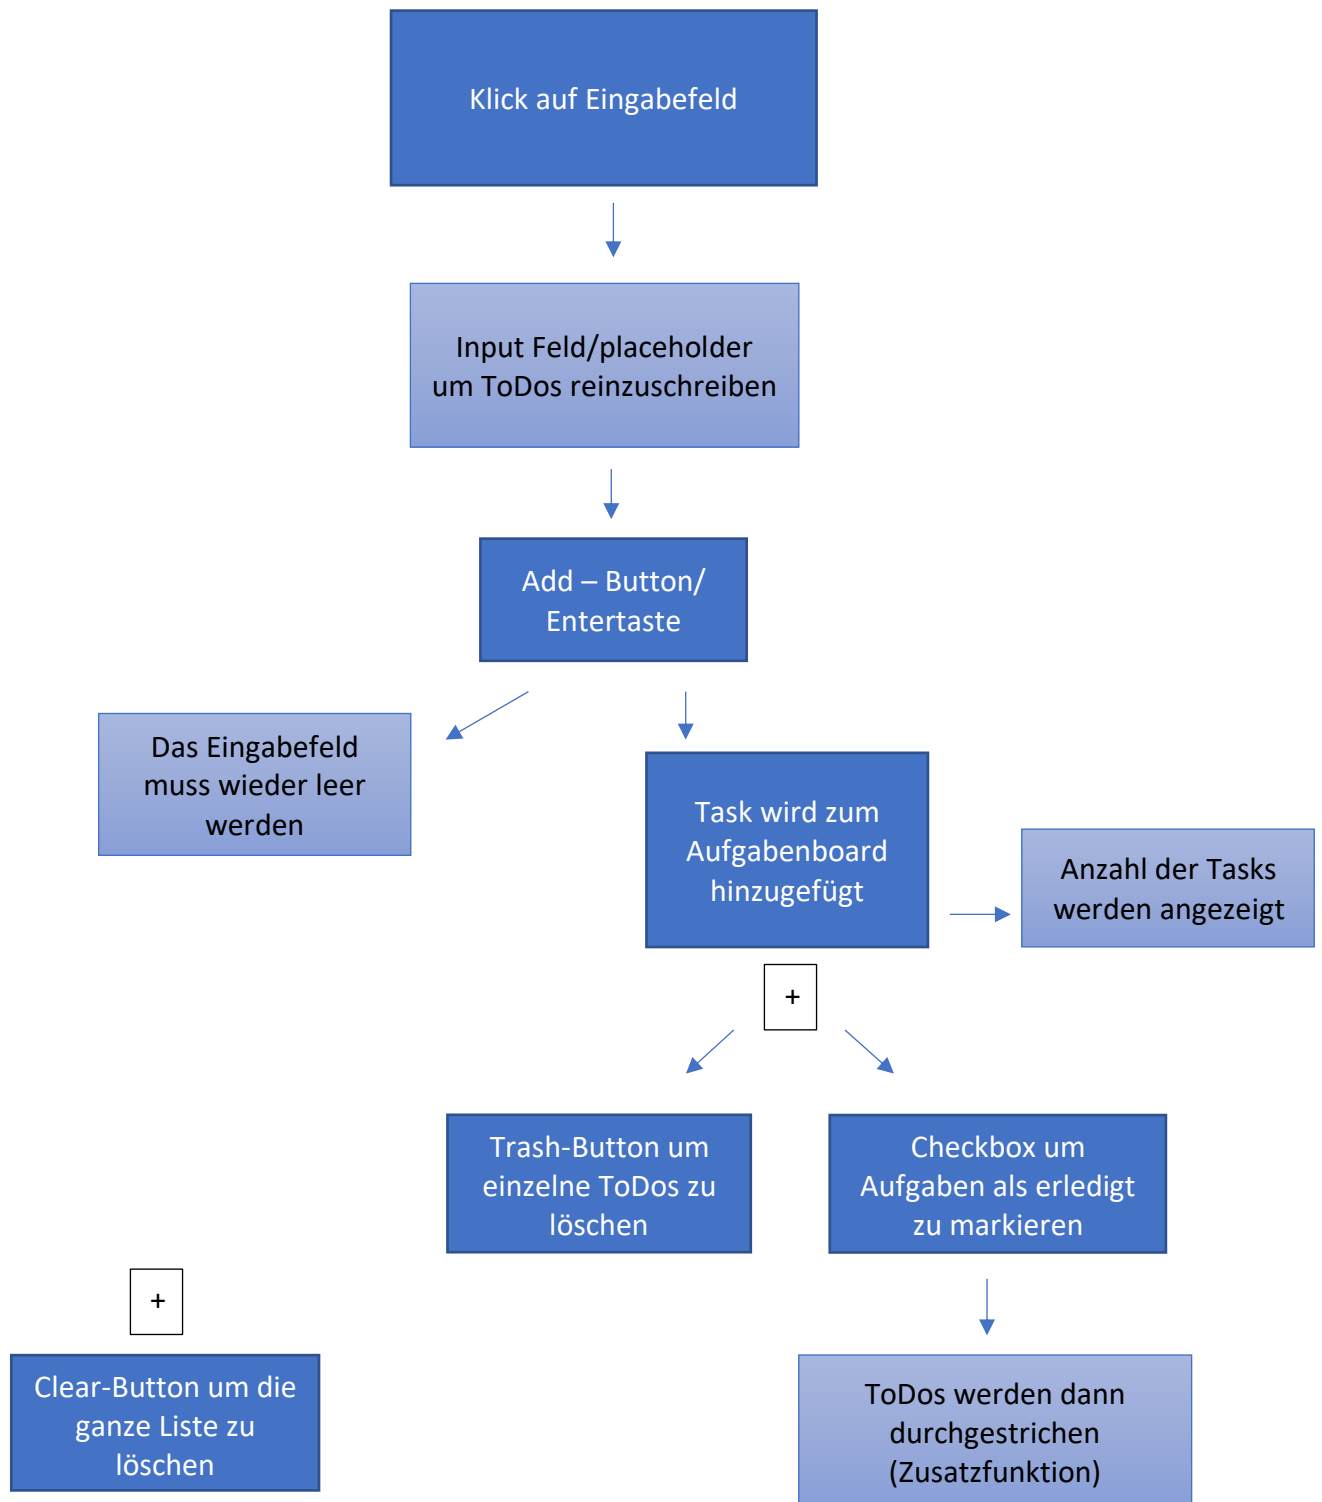 Klick auf Eingabefeld
Input Feld/placeholder
um ToDos reinzuschreiben
Add – Button/
Entertaste
Das Eingabefeld
muss wieder leer
werden
Task wird zum
Aufgabenboard
hinzugefügt
Anzahl der Tasks
werden angezeigt
+
Trash-Button um
einzelne ToDos zu
löschen
Checkbox um
Aufgaben als erledigt
zu markieren
+
Clear-Button um die
ganze Liste zu
löschen
ToDos werden dann
durchgestrichen
(Zusatzfunktion)